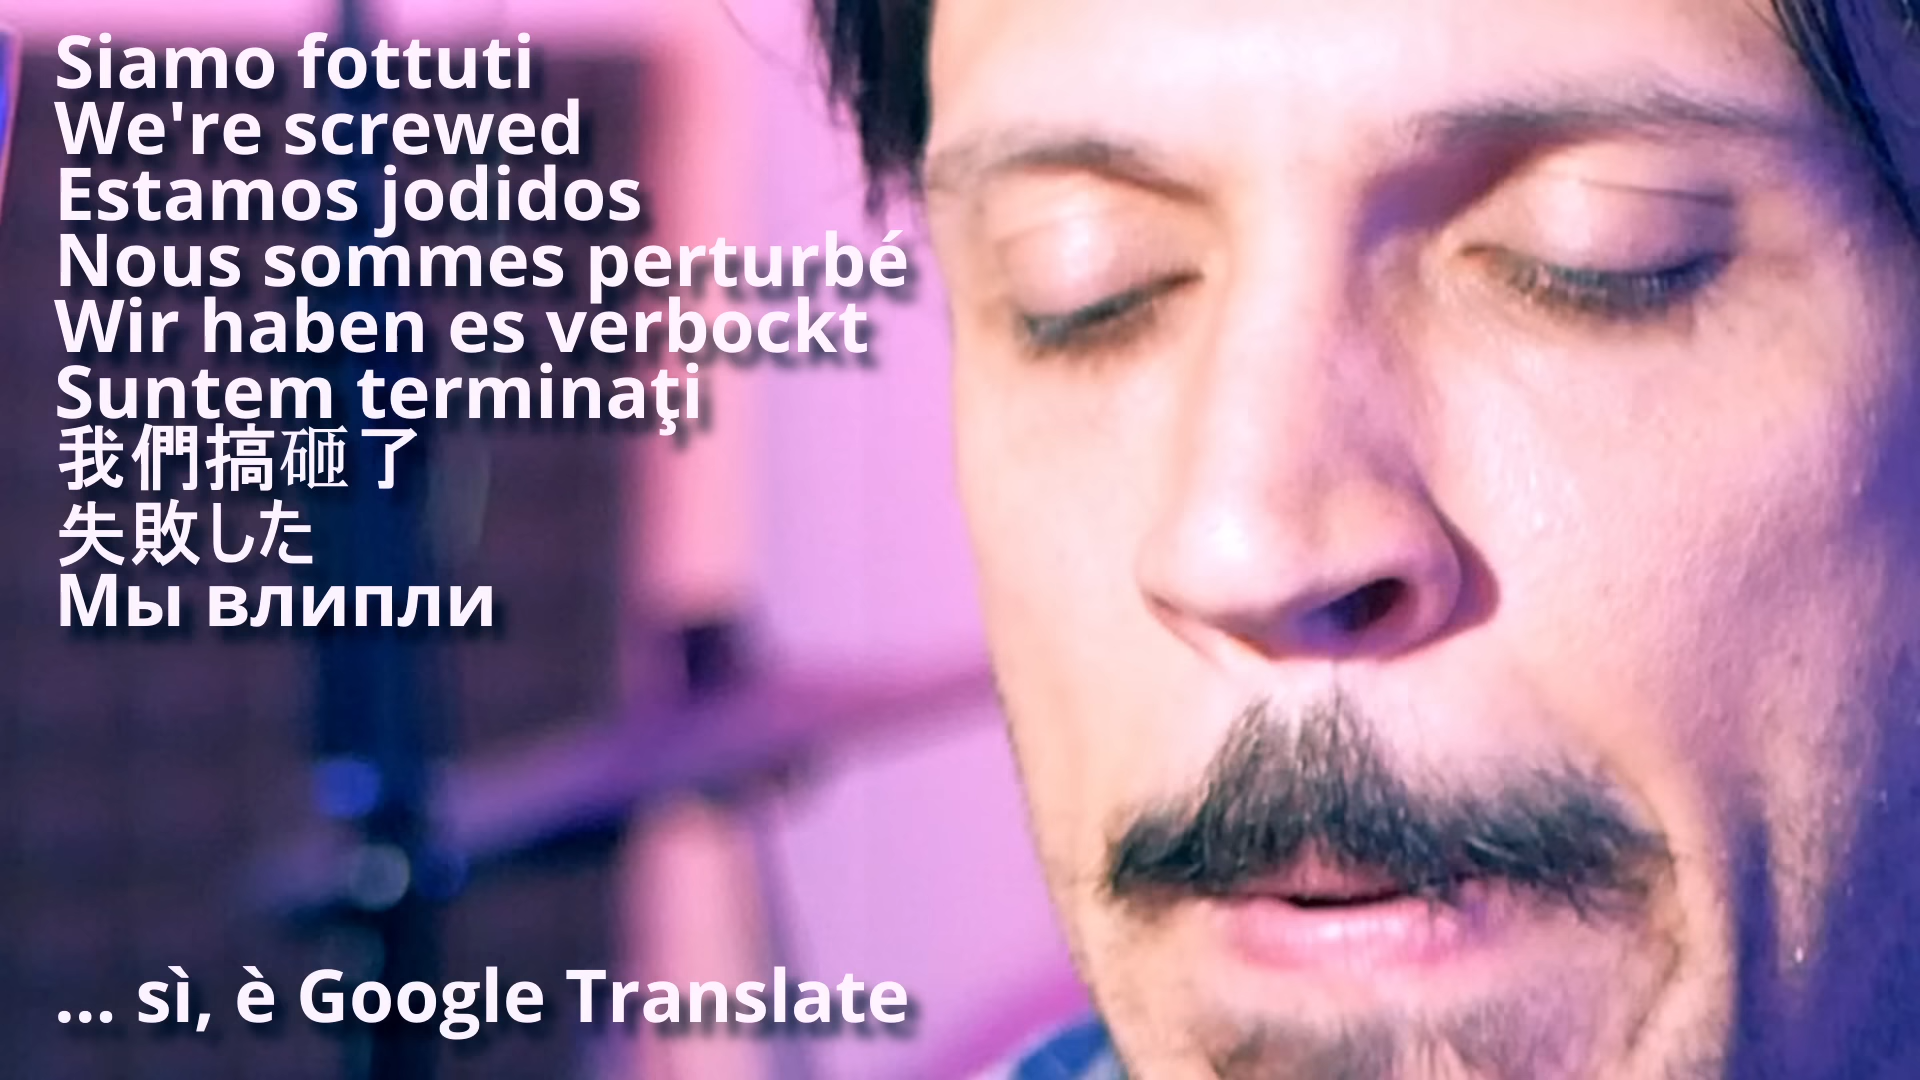 Siamo fottuti
We're screwed
Estamos jodidos
Nous sommes perturbé
Wir haben es verbockt
Suntem terminaţi
我們搞砸了
失敗した
Мы влипли
... sì, è Google Translate